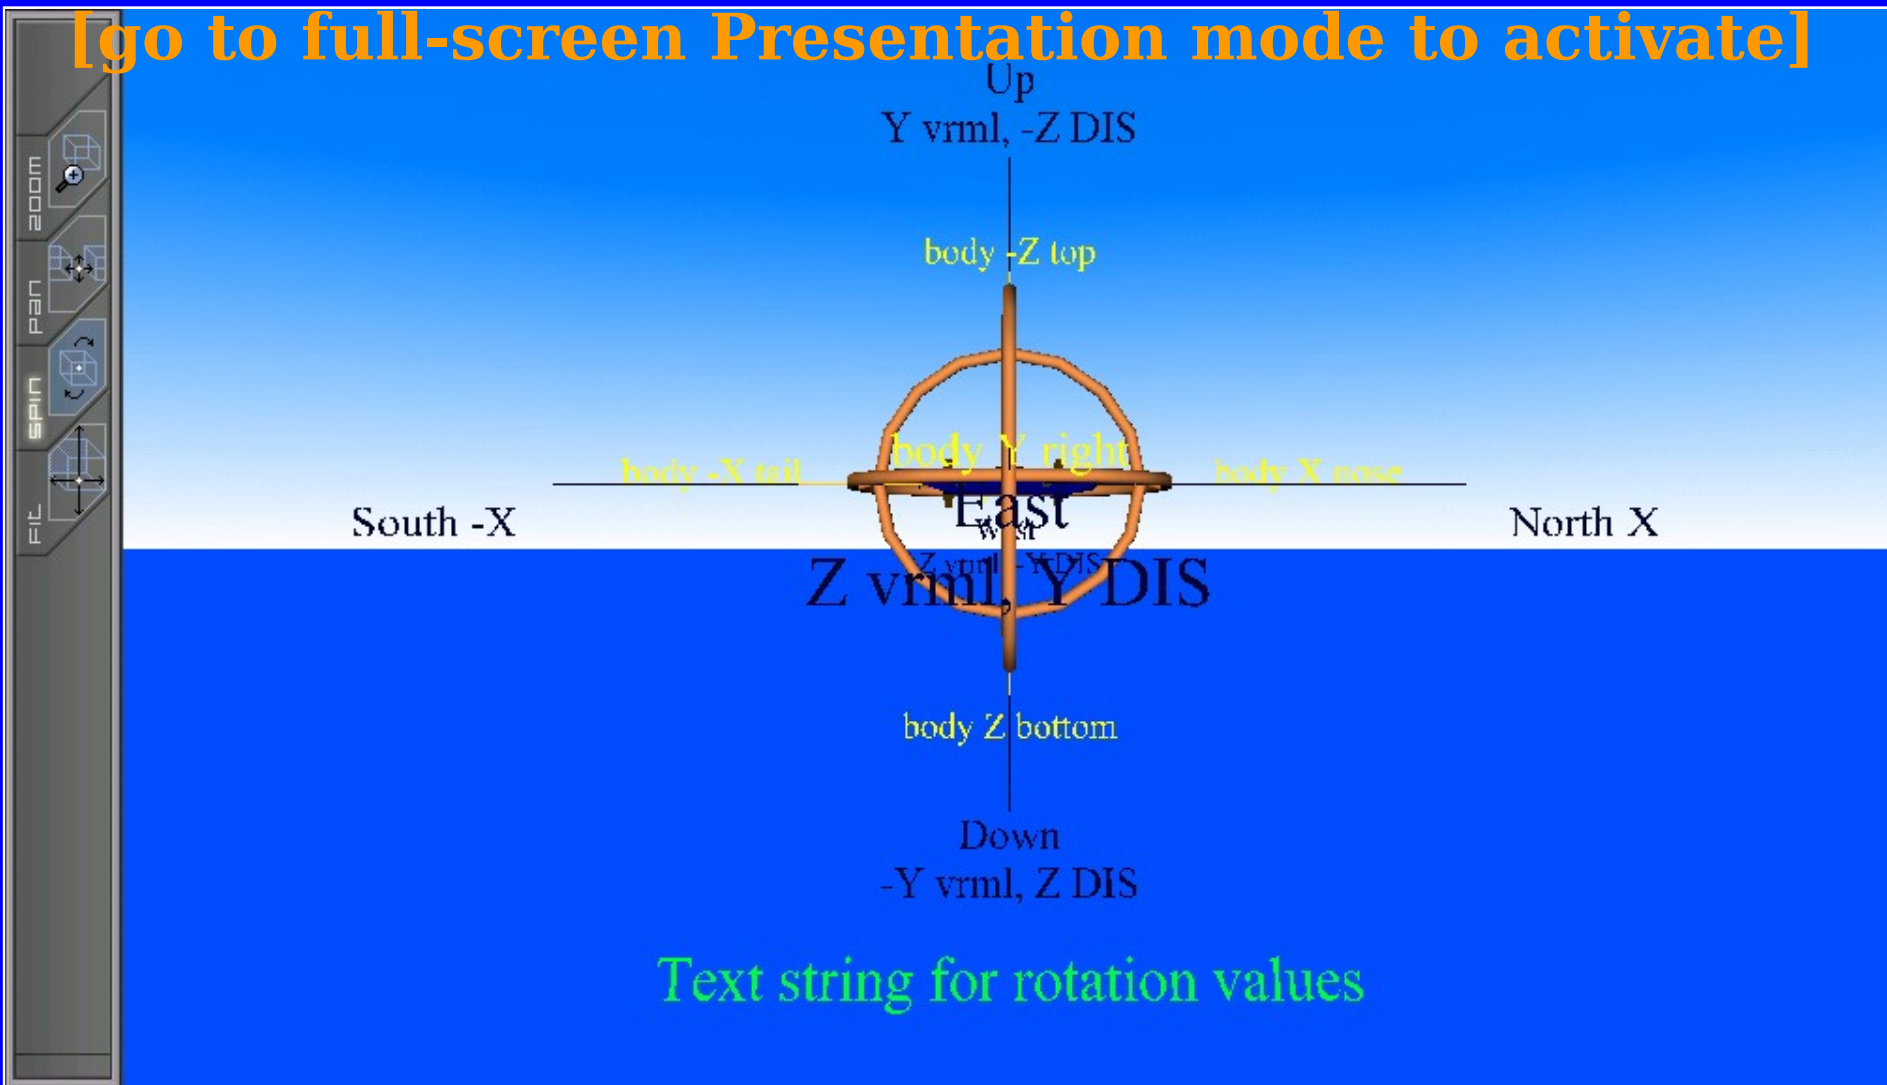 [go to full-screen Presentation mode to activate]
Up
Y vrml, -Z DIS
zoom
pan
spin
fit
body -Z top
body Y right
body -X tail
body X nose
East
West
South -X
North X
Z vrml, Y DIS
body Z bottom
Down
-Y vrml, Z DIS
Text string for rotation values